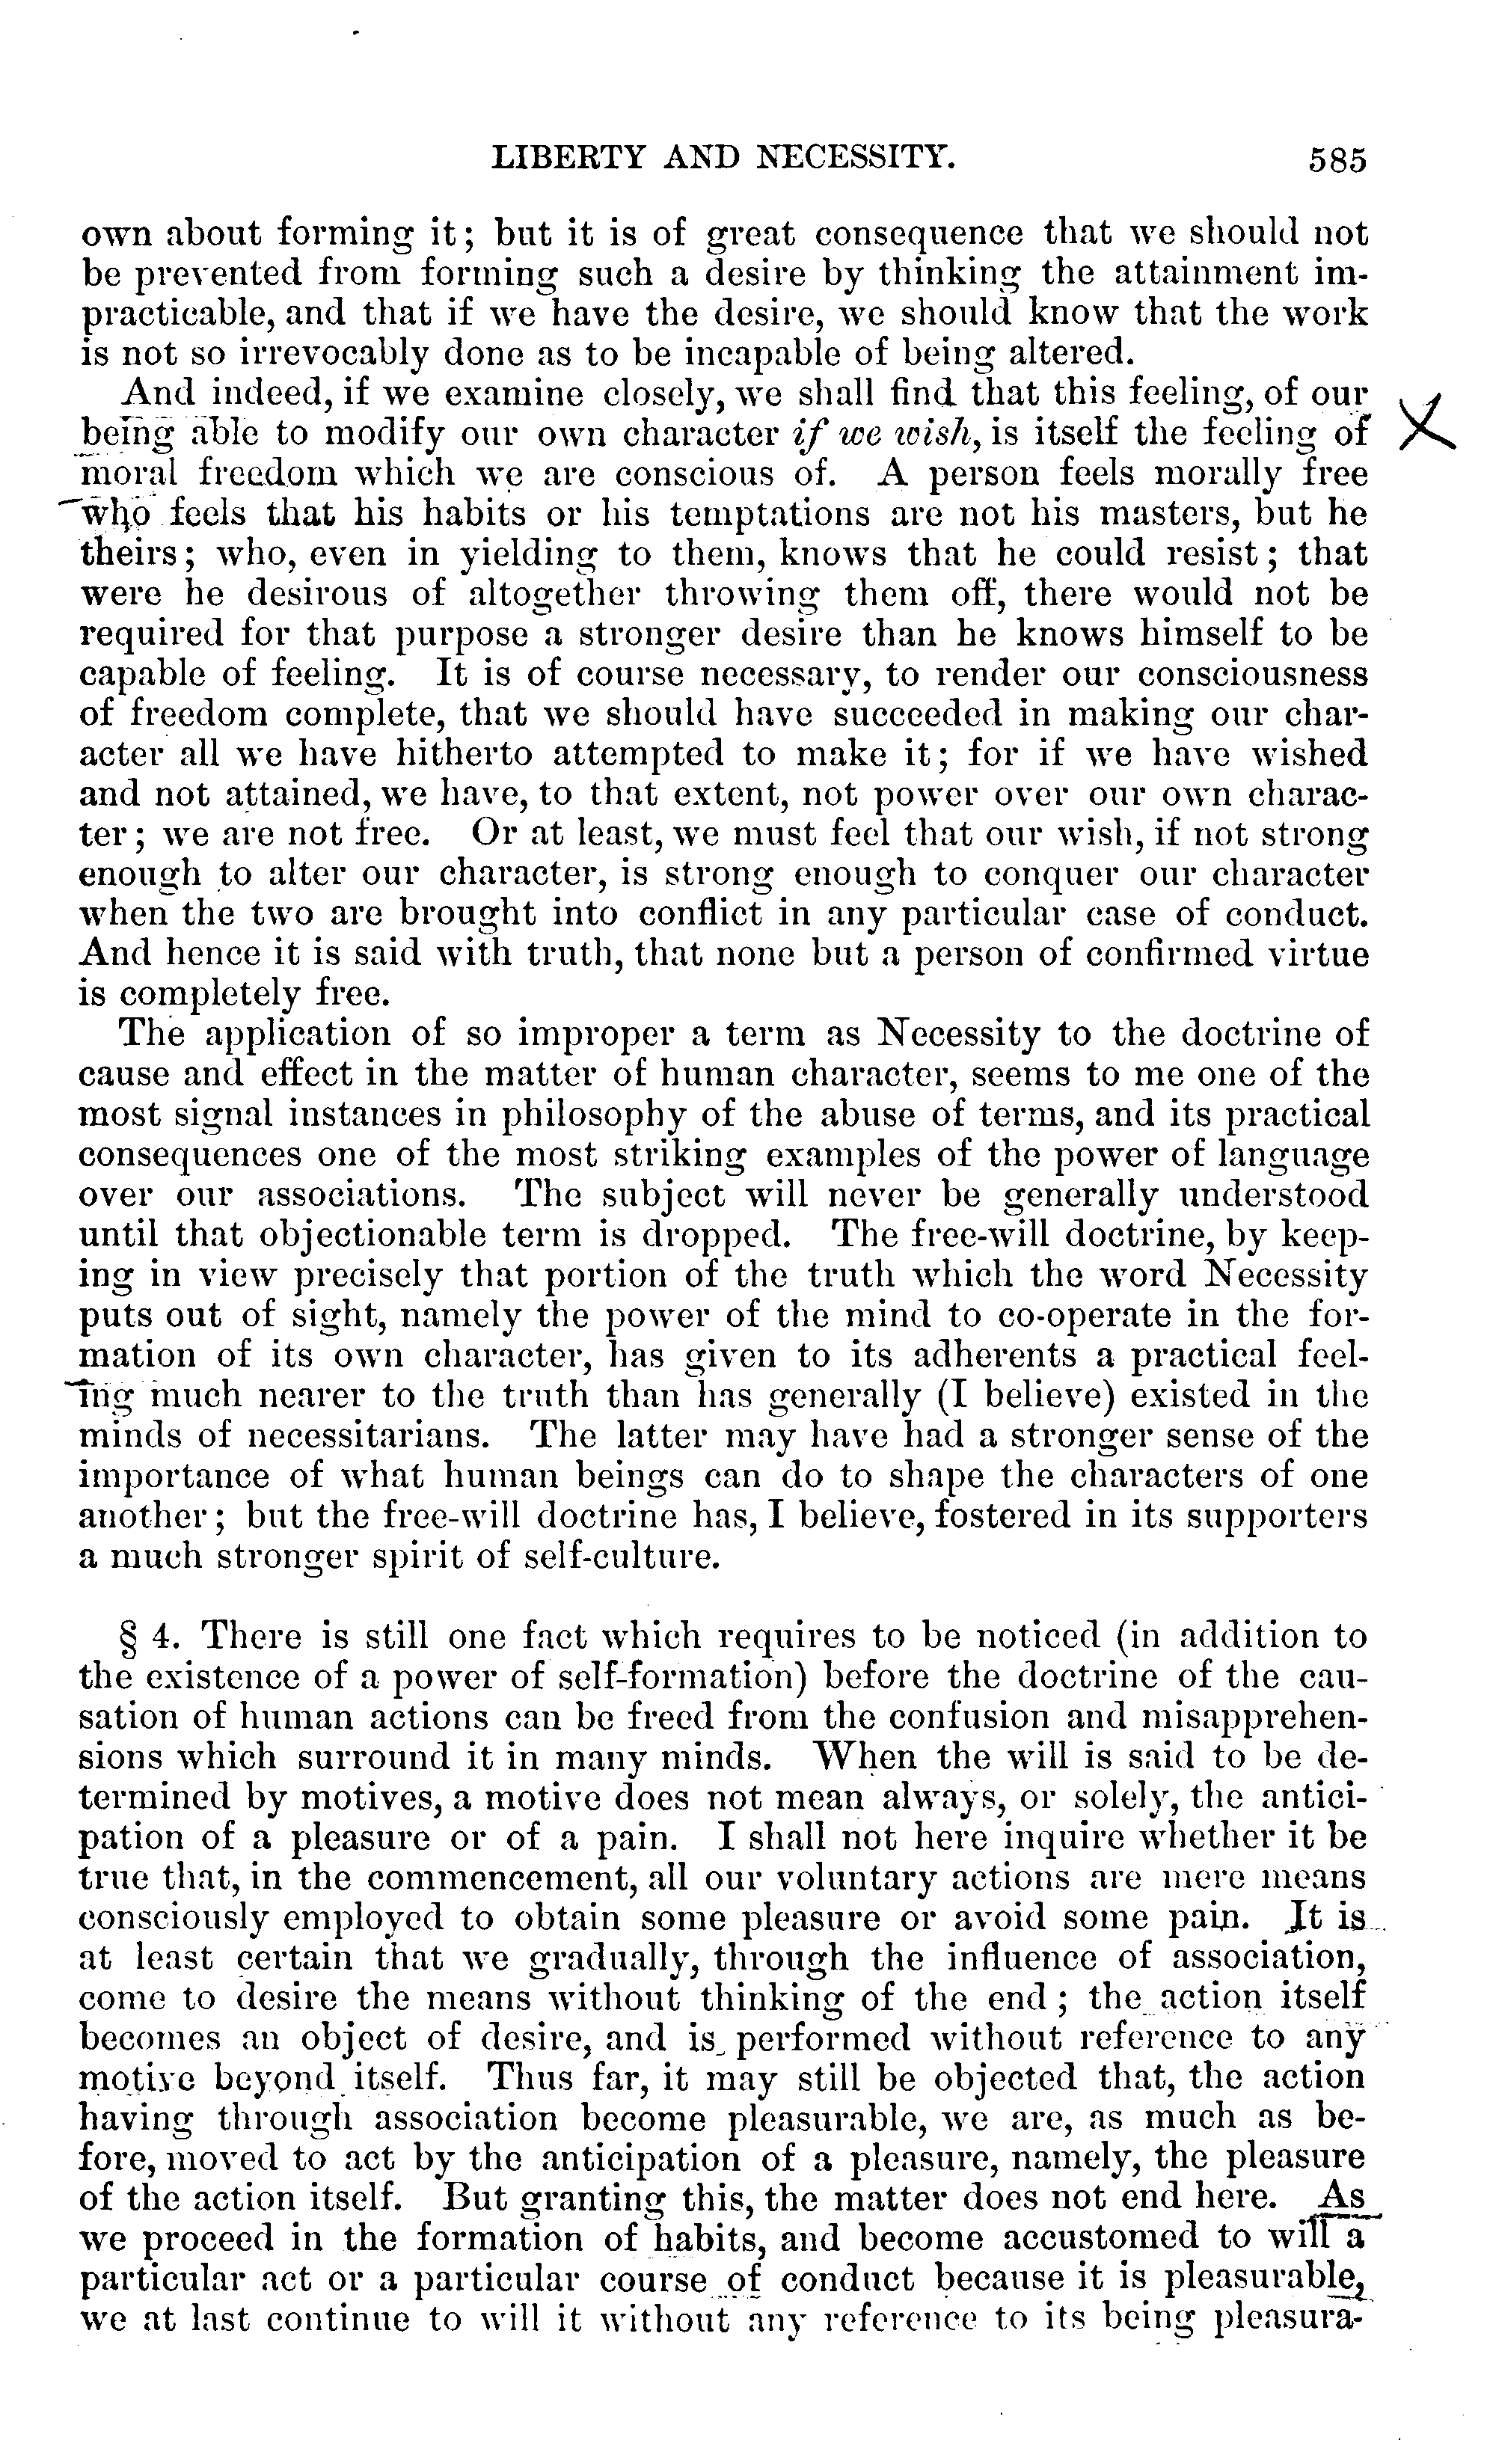 LIBERTY AND NECESSITY. 585
own about forming it; but it is of great consequence that we should not
be prevented from forming such a desire by thinking the attainment im-
practicable, and that if we have the desire, we should know that the work
is not so irrevocably done as to be incapable of being altered.
And indeed, if we examine closely, we shall find that this feeling, of our
being able to modify our own character if we wish, is itself the feeling of
moral freedom which we are conscious of. A person feels morally free
who feels that his habits or his temptations are not his masters, but he
theirs; who, even in yielding to them, knows that he could resist; that
were he desirous of altogether throwing them off, there would not be
required for that purpose a stronger desire than he knows himself to be
capable of feeling. It is of course necessary, to render our consciousness
of freedom complete, that we should have succeeded in making our char-
acter all we have hitherto attempted to make it; for if we have wished
and not attained, we have, to that extent, not power over our own charac-
ter; we are not free. Or at least, we must feel that our wish, if not strong
enough to alter our character, is strong enough to conquer our character
when the two are brought into conflict in any particular case of conduct.
And hence it is said with truth, that none but a person of confirmed virtue
is completely free.
The application of so improper a term as Necessity to the doctrine of
cause and effect in the matter of human character, seems to me one of the
most signal instances in philosophy of the abuse of terms, and its practical
consequences one of the most striking examples of the power of language
over our associations. The subject will never be generally understood
until that objectionable term is dropped. The free-will doctrine, by keep-
ing in view precisely that portion of the truth which the word Necessity
puts out of sight, namely the power of the mind to co-operate in the for-
mation of its own character, has given to its adherents a practical feel-
ing much nearer to the truth than has generally (I believe) existed in the
minds of necessitarians. The latter may have had a stronger sense of the
importance of what human beings can do to shape the characters of one
another; but the free-will doctrine has, I believe, fostered in its supporters
a much stronger spirit of self-culture.
§ 4. There is still one fact which requires to be noticed (in addition to
the existence of a power of self-formation) before the doctrine of the cau-
sation of human actions can be freed from the confusion and misapprehen-
sions which surround it in many minds. When the will is said to be de-
termined by motives, a motive does not mean always, or solely, the antici-
pation of a pleasure or of a pain. I shall not here inquire whether it be
true that, in the commencement, all our voluntary actions are mere means
consciously employed to obtain some pleasure or avoid some pain. It is
at least certain that we gradually, through the influence of association,
come to desire the means without thinking of the end; the action itself
becomes an object of desire, and is performed without reference to any
motive beyond itself. Thus far, it may still be objected that, the action
having through association become pleasurable, we are, as much as be-
fore, moved to act by the anticipation of a pleasure, namely, the pleasure
of the action itself. But granting this, the matter does not end here. As
we proceed in the formation of habits, and become accustomed to will a
particular act or a particular course of conduct because it is pleasurable,
we at last continue to will it without any reference to its being pleasura-